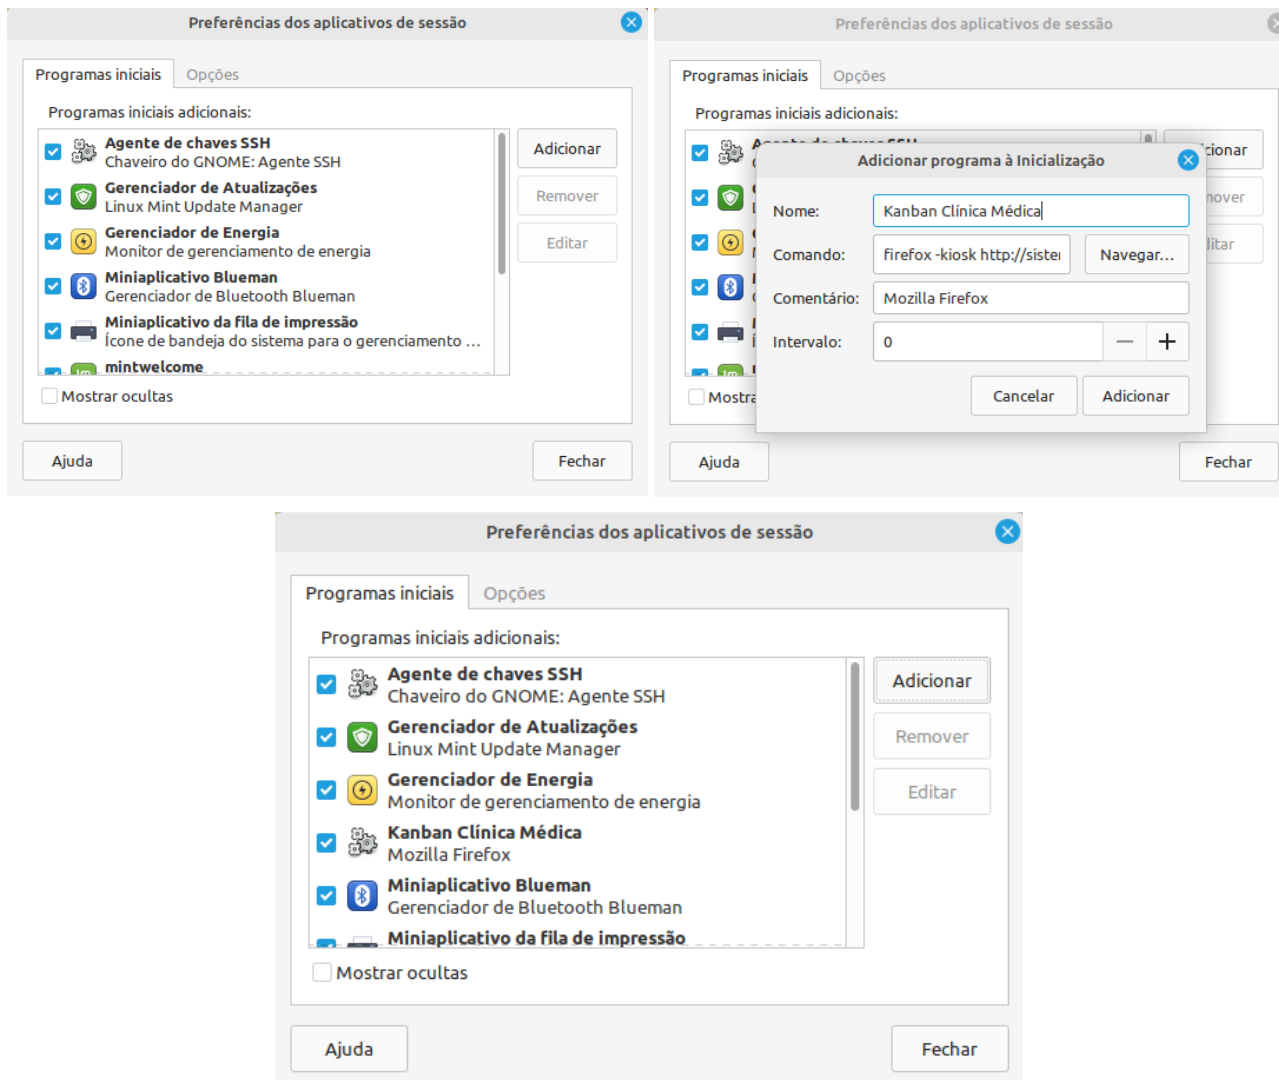 Preferências dos aplicativos de sessão
Programas iniciais
Opções
Programas iniciais adicionais:
Agente de chaves SSH
Chaveiro do GNOME: Agente SSH
Gerenciador de Atualizações
Linux Mint Update Manager
Gerenciador de Energia
Monitor de gerenciamento de energia
Miniaplicativo Blueman
Gerenciador de Bluetooth Blueman
Miniaplicativo da fila de impressão
Ícone de bandeja do sistema para o gerenciamento ...
mintwelcome
Adicionar
Remover
Editar
Mostrar ocultas
Ajuda
Fechar
Preferências dos aplicativos de sessão
Programas iniciais
Opções
Programas iniciais adicionais:
Adicionar programa à Inicialização
Nome:
Kanban Clínica Médica
Comando:
firefox -kiosk http://sister
Navegar...
Comentário:
Mozilla Firefox
Intervalo:
0
Cancelar
Adicionar
Ajuda
Fechar
Preferências dos aplicativos de sessão
Programas iniciais
Opções
Programas iniciais adicionais:
Agente de chaves SSH
Chaveiro do GNOME: Agente SSH
Gerenciador de Atualizações
Linux Mint Update Manager
Gerenciador de Energia
Monitor de gerenciamento de energia
Kanban Clínica Médica
Mozilla Firefox
Miniaplicativo Blueman
Gerenciador de Bluetooth Blueman
Miniaplicativo da fila de impressão
Adicionar
Remover
Editar
Mostrar ocultas
Ajuda
Fechar